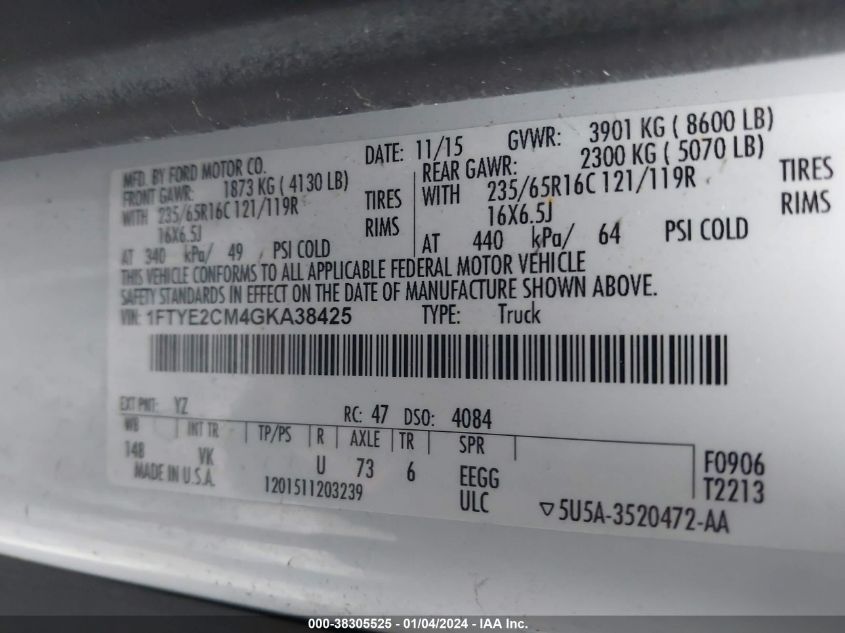 MFD. BY FORD MOTOR CO.
DATE: 11/15 GVWR: 3901 KG ( 8600 LB)
FRONT GAWR: 1873 KG ( 4130 LB) REAR GAWR: 2300 KG ( 5070 LB)
WITH 235/65R16C 121/119R TIRES WITH 235/65R16C 121/119R TIRES
16X6.5J RIMS 16X6.5J RIMS
AT 340 kPa/ 49 PSI COLD AT 440 kPa/ 64 PSI COLD
THIS VEHICLE CONFORMS TO ALL APPLICABLE FEDERAL MOTOR VEHICLE
SAFETY STANDARDS IN EFFECT ON THE DATE OF MANUFACTURE SHOWN ABOVE.
VIN: 1FTYE2CM4GKA38425 TYPE: Truck
EXT PNT: YZ RC: 47 DSO: 4084
WB INT TR TP/PS R AXLE TR SPR
148 VK U 73 6 EEGG F0906
MADE IN U.S.A. 1201511203239 ULC T2213
▽5U5A-3520472-AA
000-38305525 - 01/04/2024 - IAA Inc.